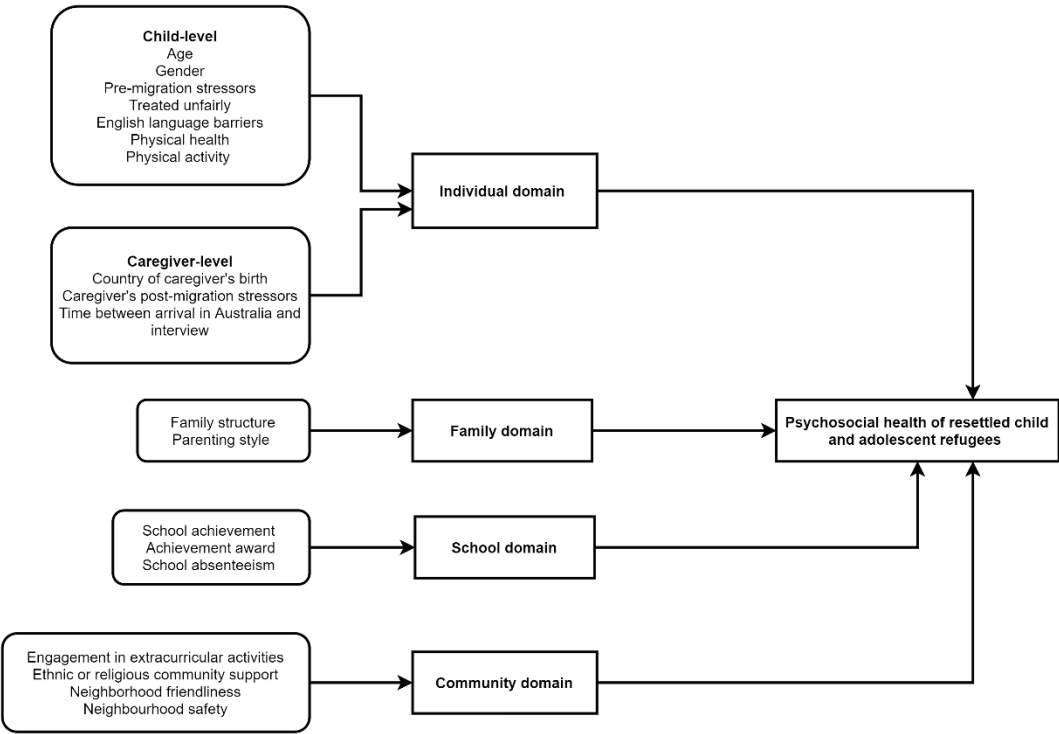 Child-level
Age
Gender
Pre-migration stressors
Treated unfairly
English language barriers
Physical health
Physical activity
Individual domain
Caregiver-level
Country of caregiver's birth
Caregiver's post-migration stressors
Time between arrival in Australia and
interview
Family structure
Parenting style
Family domain
Psychosocial health of resettled child
and adolescent refugees
School achievement
Achievement award
School absenteeism
School domain
Engagement in extracurricular activities
Ethnic or religious community support
Neighborhood friendliness
Neighbourhood safety
Community domain